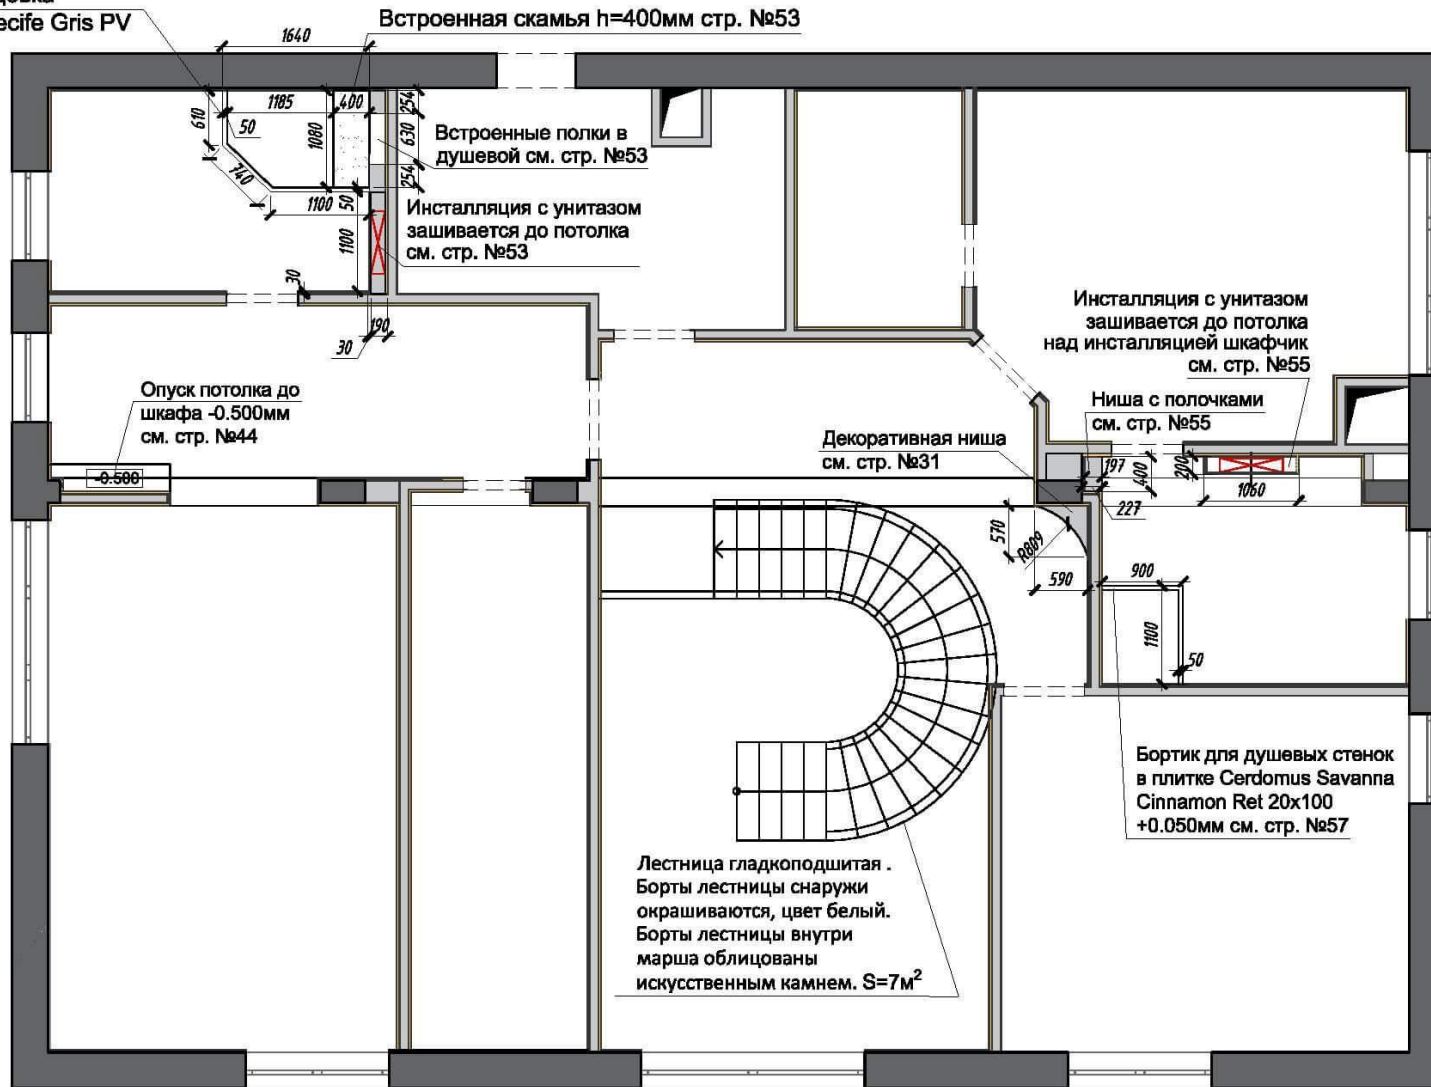 ecife Gris PV
Встроенная скамья h=400мм стр. №53
1640
1185
400
254
610
50
1080
630
Встроенные полки в
душевой см. стр. №53
254
740
1100
50
Инсталляция с унитазом
зашивается до потолка
см. стр. №53
1100
30
190
30
Инсталляция с унитазом
зашивается до потолка
над инсталляцией шкафчик
см. стр. №55
Опуск потолка до
шкафа -0.500мм
см. стр. №44
Ниша с полочками
см. стр. №55
Декоративная ниша
см. стр. №31
-0.500
197
400
200
1060
227
570
R809
590
900
1100
50
Бортик для душевых стенок
в плитке Cerdomus Savanna
Cinnamon Ret 20x100
+0.050мм см. стр. №57
Лестница гладкоподшитая .
Борты лестницы снаружи
окрашиваются, цвет белый.
Борты лестницы внутри
марша облицованы
искусственным камнем. S=7м²